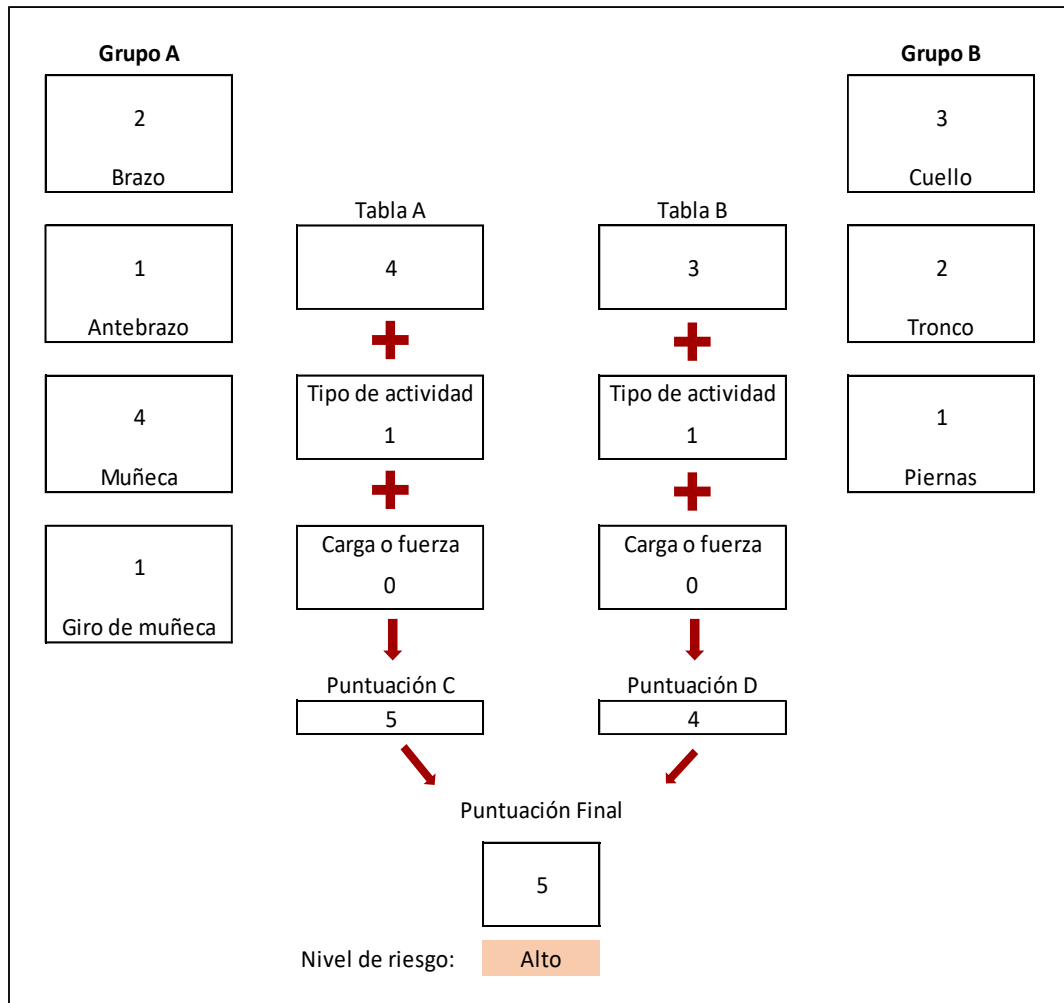 Grupo A
2
Brazo
1
Antebrazo
4
Muñeca
1
Giro de muñeca
Tabla A
4
Tipo de actividad
1
Carga o fuerza
0
Puntuación C
5
Tabla B
3
Tipo de actividad
1
Carga o fuerza
0
Puntuación D
4
Grupo B
3
Cuello
2
Tronco
1
Piernas
Puntuación Final
5
Nivel de riesgo: Alto